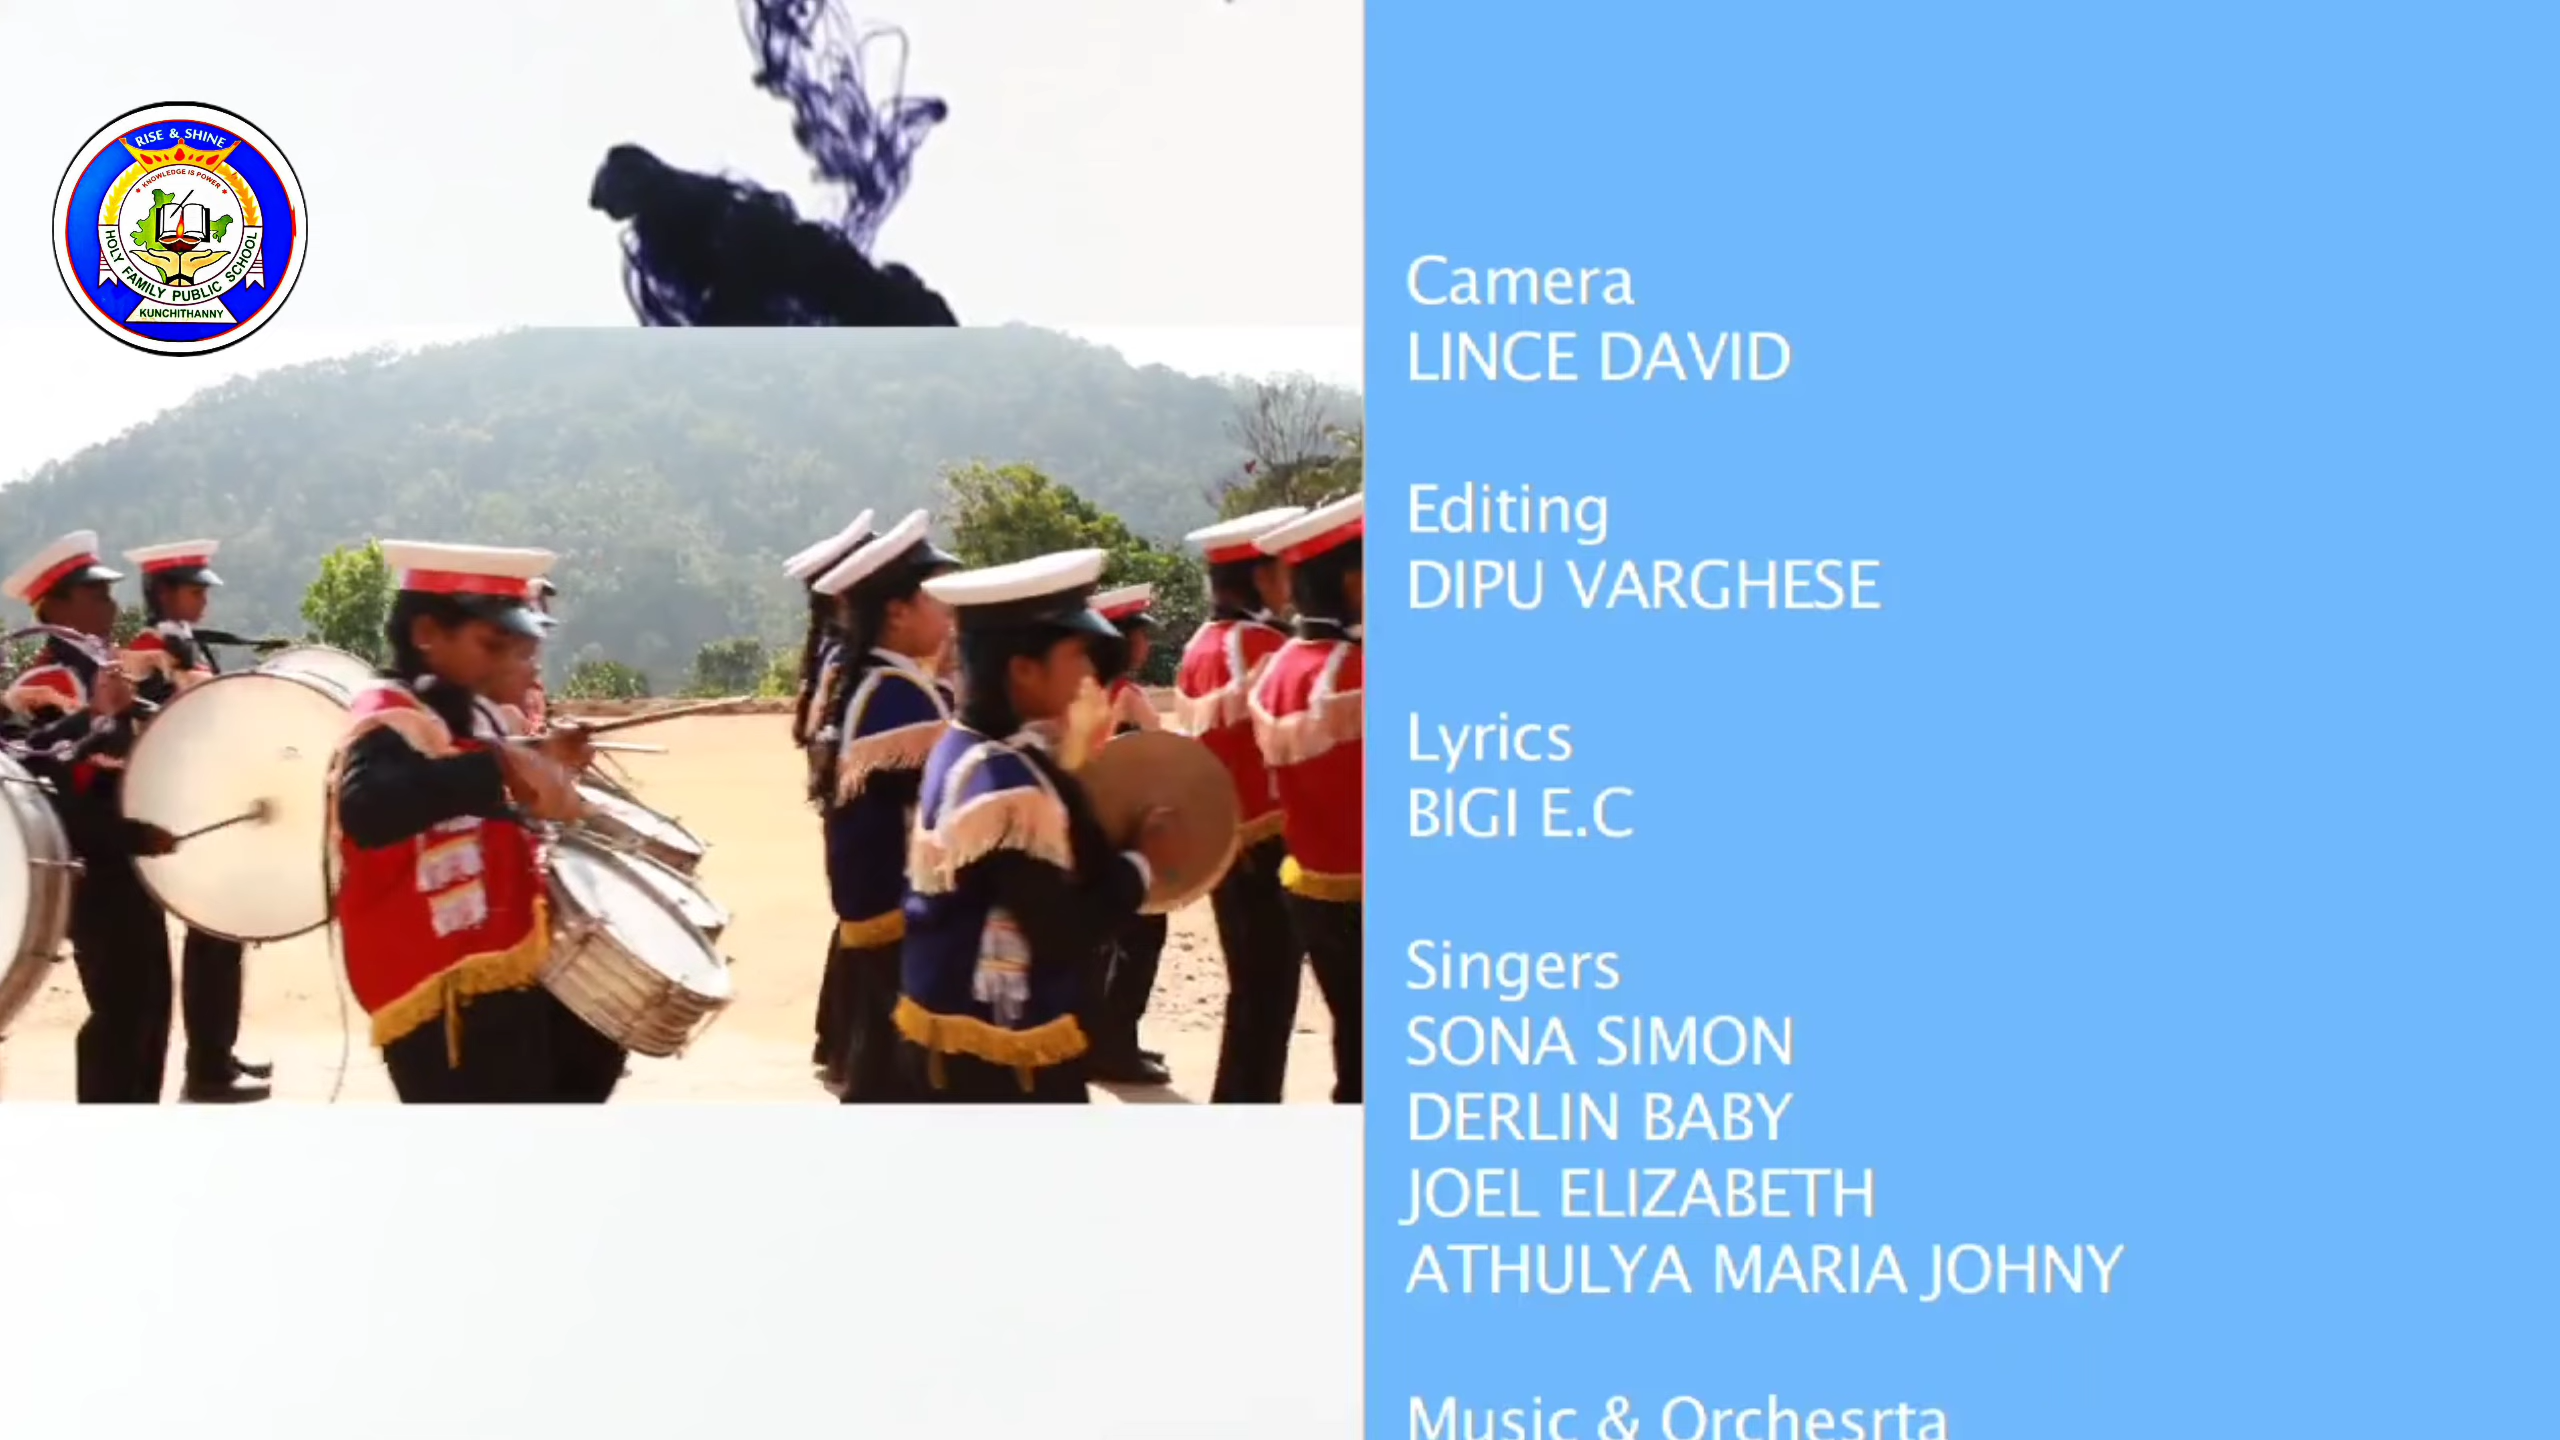 RISE & SHINE
KNOWLEDGE IS POWER
HOLY FAMILY PUBLIC SCHOOL
KUNCHITHANNY
Camera
LINCE DAVID
Editing
DIPU VARGHESE
Lyrics
BIGI E.C
Singers
SONA SIMON
DERLIN BABY
JOEL ELIZABETH
ATHULYA MARIA JOHNY
Music & Orchesrta